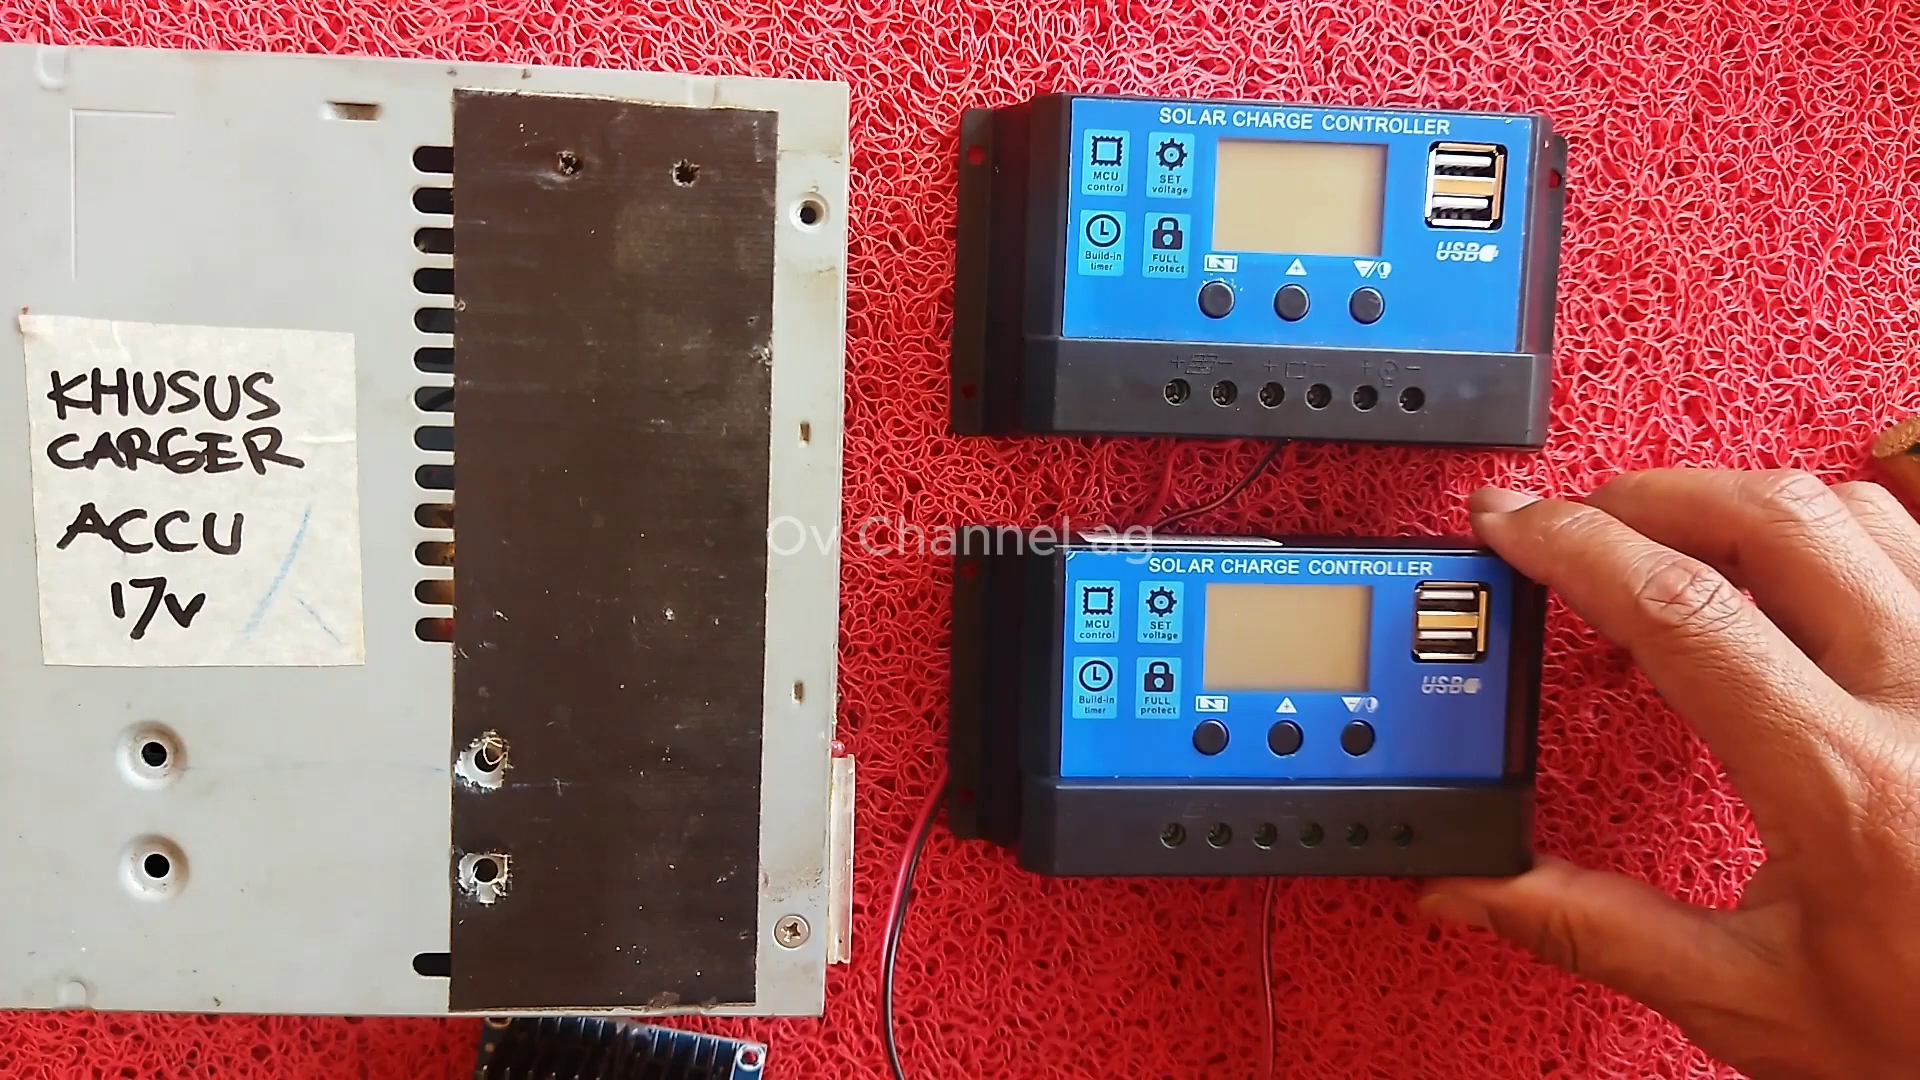 KHUSUS
CARGER
ACCU
17V
SOLAR CHARGE CONTROLLER
MCU
control
SET
voltage
Build-in
timer
FULL
protect
USB
Ov Channel ag
SOLAR CHARGE CONTROLLER
MCU
control
SET
voltage
Build-in
timer
FULL
protect
USB